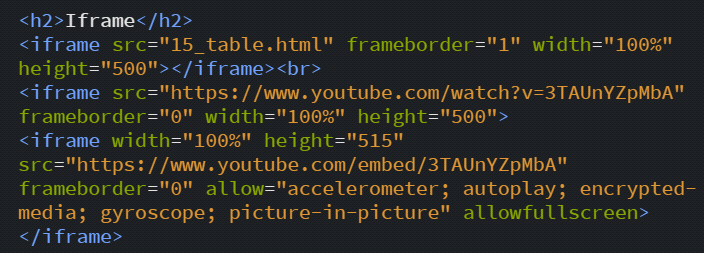 <h2>Iframe</h2>
<iframe src="15_table.html" frameborder="1" width="100%"
height="500"></iframe><br>
<iframe src="https://www.youtube.com/watch?v=3TAUnYZpMbA"
frameborder="0" width="100%" height="500">
<iframe width="100%" height="515"
src="https://www.youtube.com/embed/3TAUnYZpMbA"
frameborder="0" allow="accelerometer; autoplay; encrypted-
media; gyroscope; picture-in-picture" allowfullscreen>
</iframe>